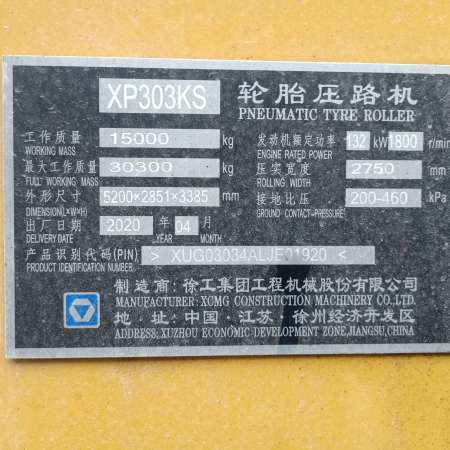 XP303KS 轮胎压路机
PNEUMATIC TYRE ROLLER
工作质量 15000 kg 发动机额定功率 132 kW 1800 r/min
WORKING MASS ENGINE RATED POWER
最大工作质量 30300 kg 压实宽度 2750 mm
FULL WORKING MASS ROLLING WIDTH
外形尺寸 5200×2851×3385 mm 接地比压 200-460 kPa
DIMENSION(L×W×H) GROUND CONTACT-PRESSURE
出厂日期 2020 年 04 月
DELIVERY DATE YEAR MONTH
产品识别代码(PIN) > XUG03034ALJE01920 <
PRODUCT IDENTIFICATION NUMBER
制造商: 徐工集团工程机械股份有限公司
MANUFACTURER: XCMG CONSTRUCTION MACHINERY CO.,LTD.
地·址: 中国·江苏·徐州经济开发区
ADDRESS: XUZHOU ECONOMIC DEVELOPMENT ZONE,JIANGSU,CHINA